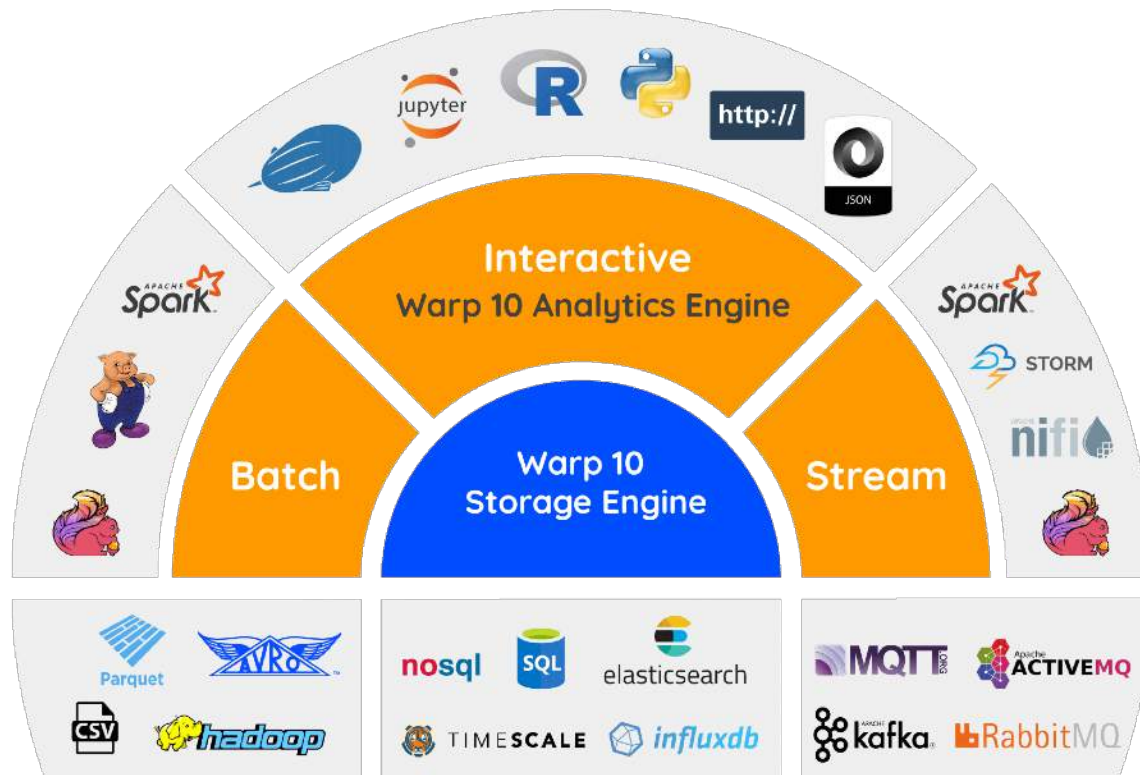 jupyter
R
http://
JSON
Interactive
Warp 10 Analytics Engine
APACHE
Spark
APACHE
Spark
STORM
nifi
Batch
Warp 10
Storage Engine
Stream
Parquet
AVRO
CSV
hadoop
nosql
SQL
elasticsearch
TIMESCALE
influxdb
MQTT.ORG
Apache
ACTIVEMQ
APACHE
kafka
RabbitMQ